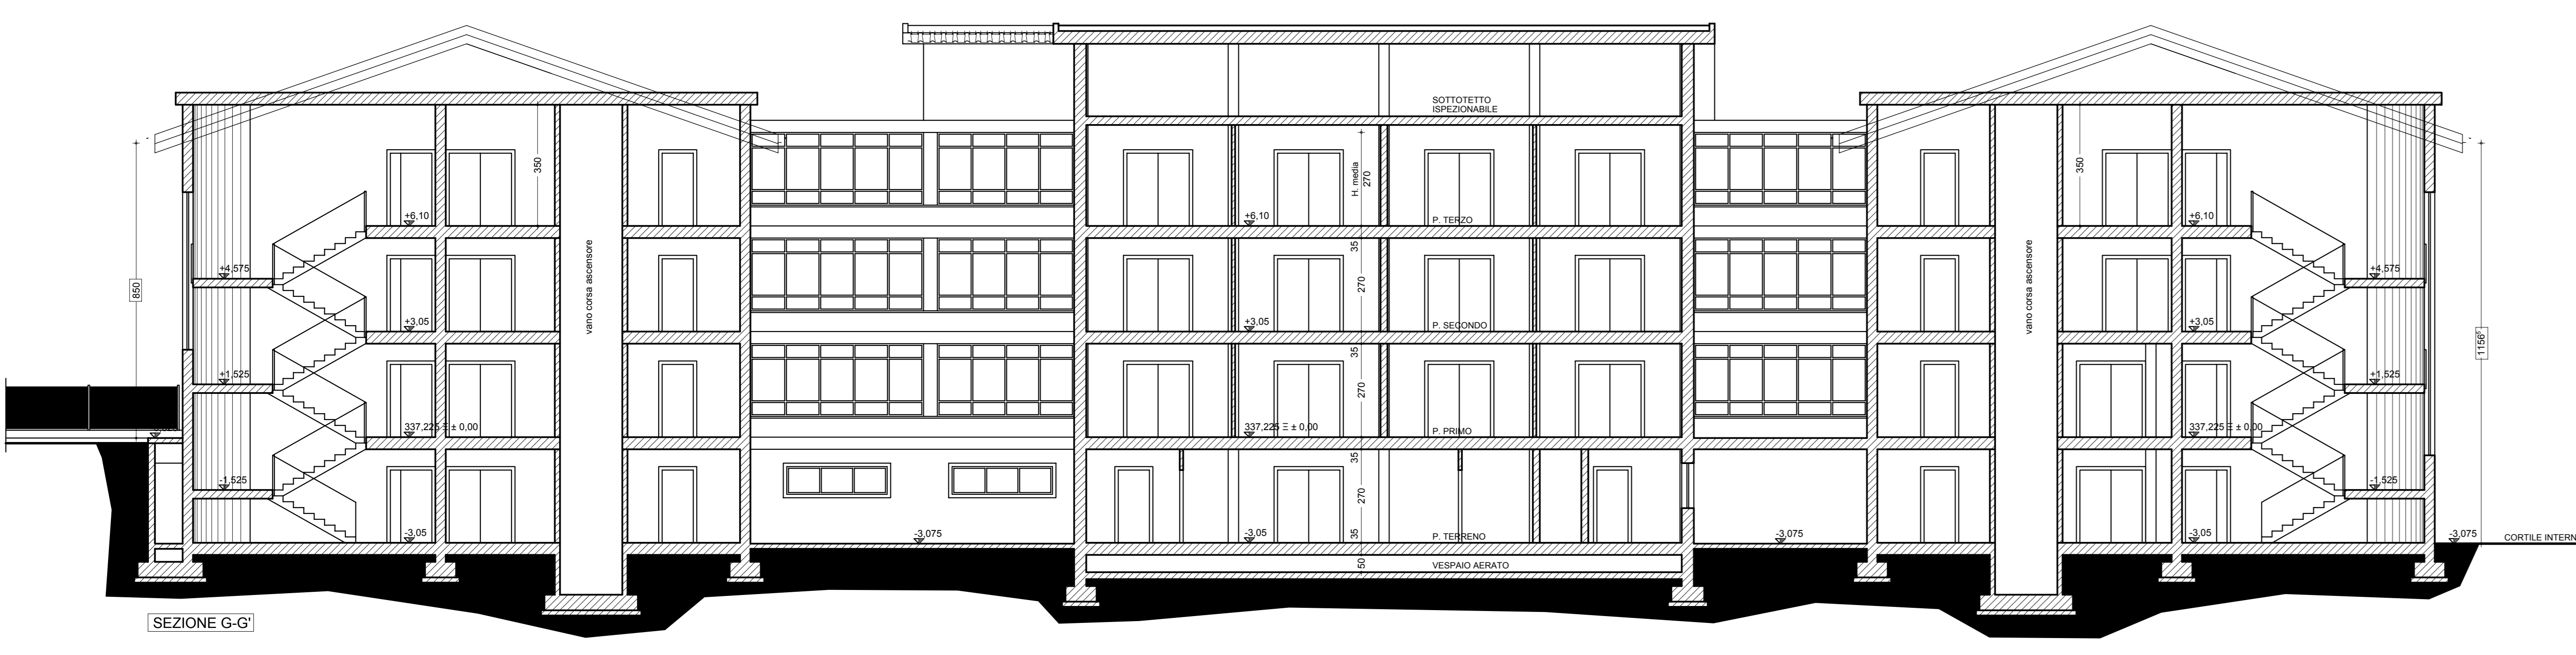 SOTTOTETTO
ISPEZIONABILE
350
H. media
270
350
+6,10
+6,10
P. TERZO
+6,10
vano corsa ascensore
35
vano corsa ascensore
+4,575
+4,575
850
270
+3,05
+3,05
P. SECONDO
+3,05
1156⁵
35
+1,525
+1,525
270
337,225 Ξ ± 0,00
337,225 Ξ ± 0,00
P. PRIMO
337,225 Ξ ± 0,00
35
-1,525
-1,525
270
-3,05
-3,075
-3,05
35
P. TERRENO
-3,075
-3,05
-3,075
CORTILE INTERN
50
VESPAIO AERATO
SEZIONE G-G'